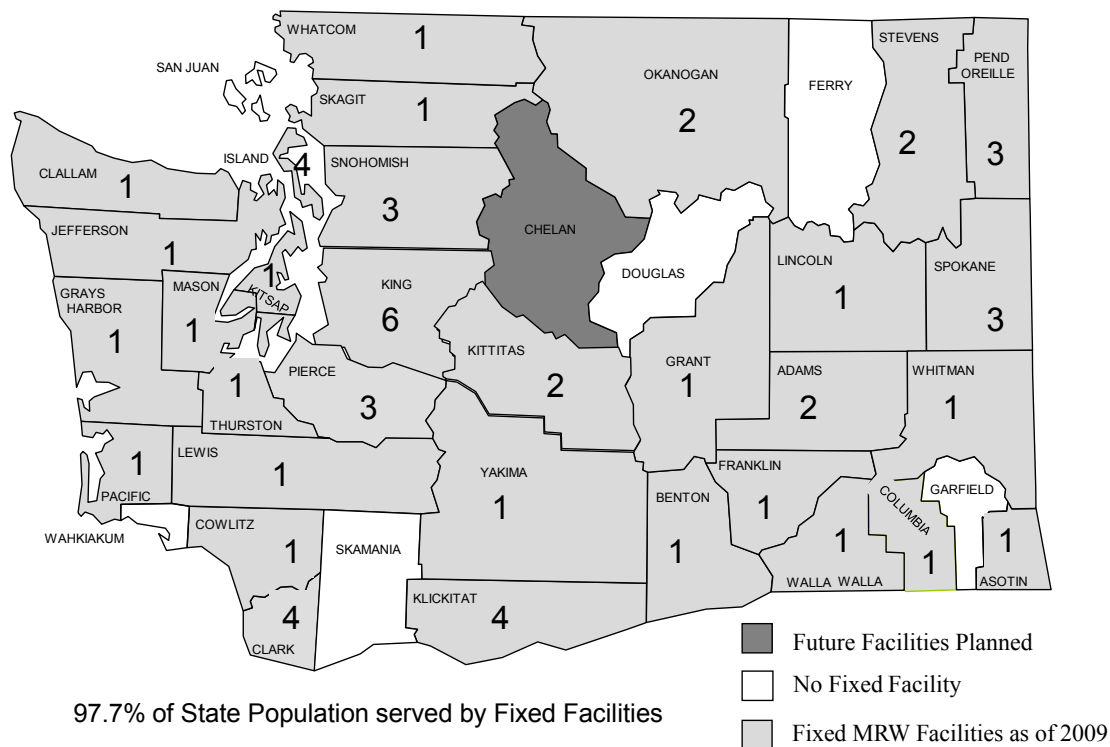 WHATCOM
1
SAN JUAN
SKAGIT
1
OKANOGAN
2
FERRY
STEVENS
2
PEND
OREILLE
3
ISLAND
4
SNOHOMISH
3
CLALLAM
1
JEFFERSON
1
CHELAN
DOUGLAS
LINCOLN
1
SPOKANE
3
GRAYS
HARBOR
1
MASON
1
1
KITSAP
KING
6
KITTITAS
2
GRANT
1
ADAMS
2
WHITMAN
1
1
THURSTON
PIERCE
3
1
PACIFIC
LEWIS
1
YAKIMA
1
BENTON
1
FRANKLIN
1
COLUMBIA
1
GARFIELD
WAHKIAKUM
COWLITZ
1
SKAMANIA
1
WALLA WALLA
1
ASOTIN
4
CLARK
KLICKITAT
4
Future Facilities Planned
No Fixed Facility
Fixed MRW Facilities as of 2009
97.7% of State Population served by Fixed Facilities